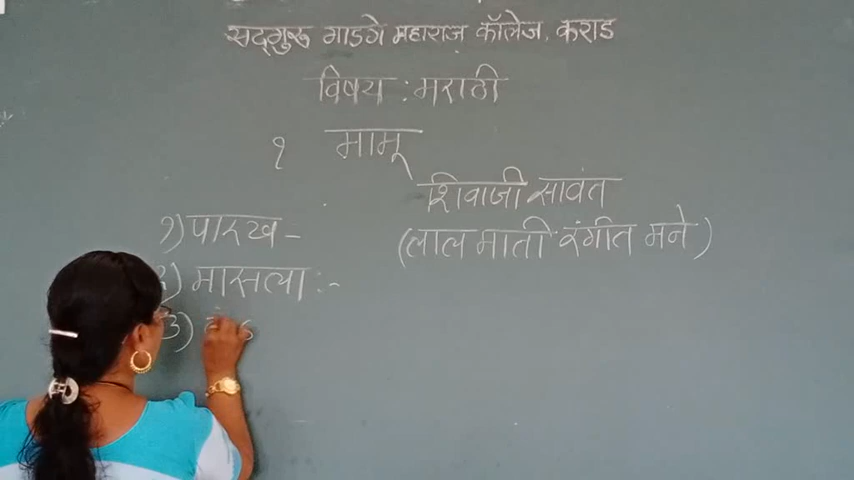 सद्गुरु गाडगे महाराज कॉलेज, कराड
विषय : मराठी
१ मामू
शिवाजी सावंत
(लाल माती रंगीत मने)
१) पारख -
२) मासला :-
३)